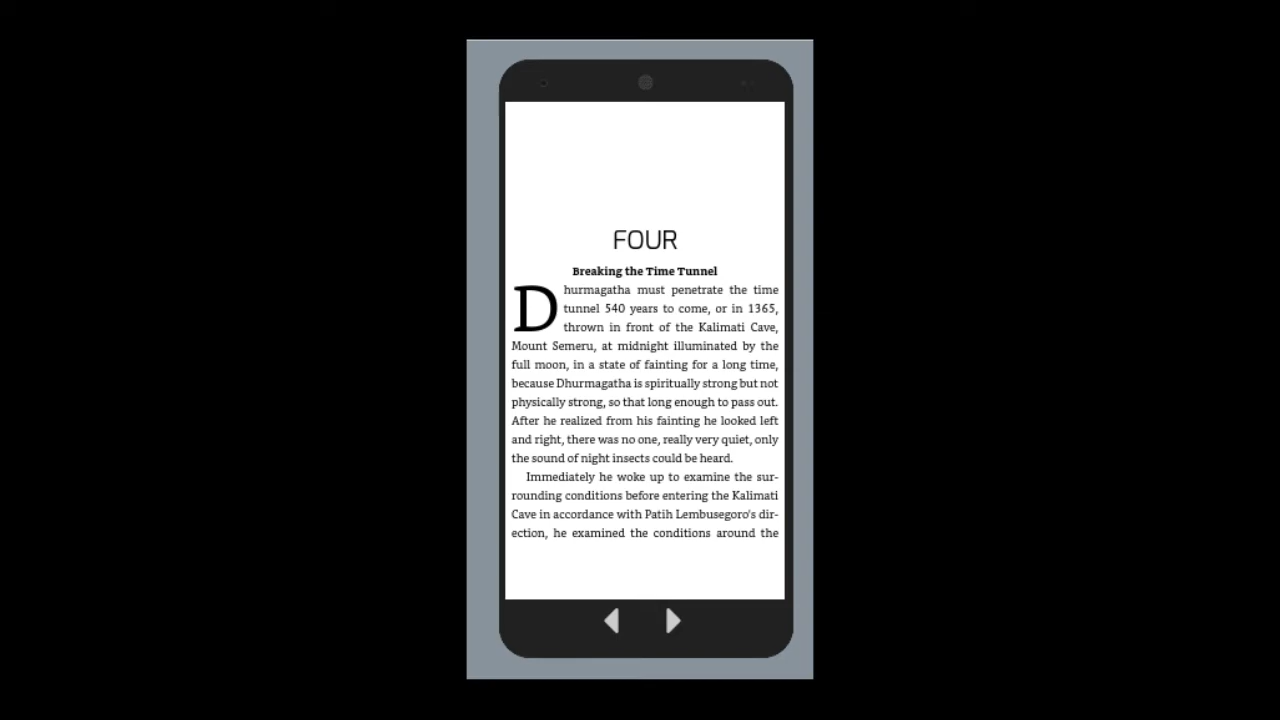 FOUR
Breaking the Time Tunnel
Dhurmagatha must penetrate the time
tunnel 540 years to come, or in 1365,
thrown in front of the Kalimati Cave,
Mount Semeru, at midnight illuminated by the
full moon, in a state of fainting for a long time,
because Dhurmagatha is spiritually strong but not
physically strong, so that long enough to pass out.
After he realized from his fainting he looked left
and right, there was no one, really very quiet, only
the sound of night insects could be heard.
Immediately he woke up to examine the sur-
rounding conditions before entering the Kalimati
Cave in accordance with Patih Lembusegoro's dir-
ection, he examined the conditions around the